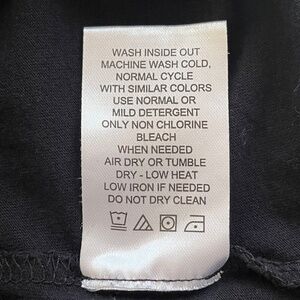 WASH INSIDE OUT
MACHINE WASH COLD,
NORMAL CYCLE
WITH SIMILAR COLORS
USE NORMAL OR
MILD DETERGENT
ONLY NON CHLORINE
BLEACH
WHEN NEEDED
AIR DRY OR TUMBLE
DRY - LOW HEAT
LOW IRON IF NEEDED
DO NOT DRY CLEAN